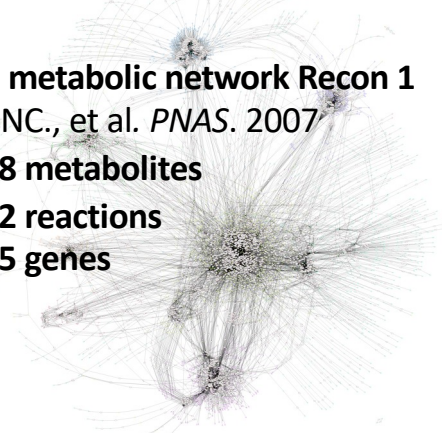 metabolic network Recon 1
NC., et al. PNAS. 2007
8 metabolites
2 reactions
5 genes